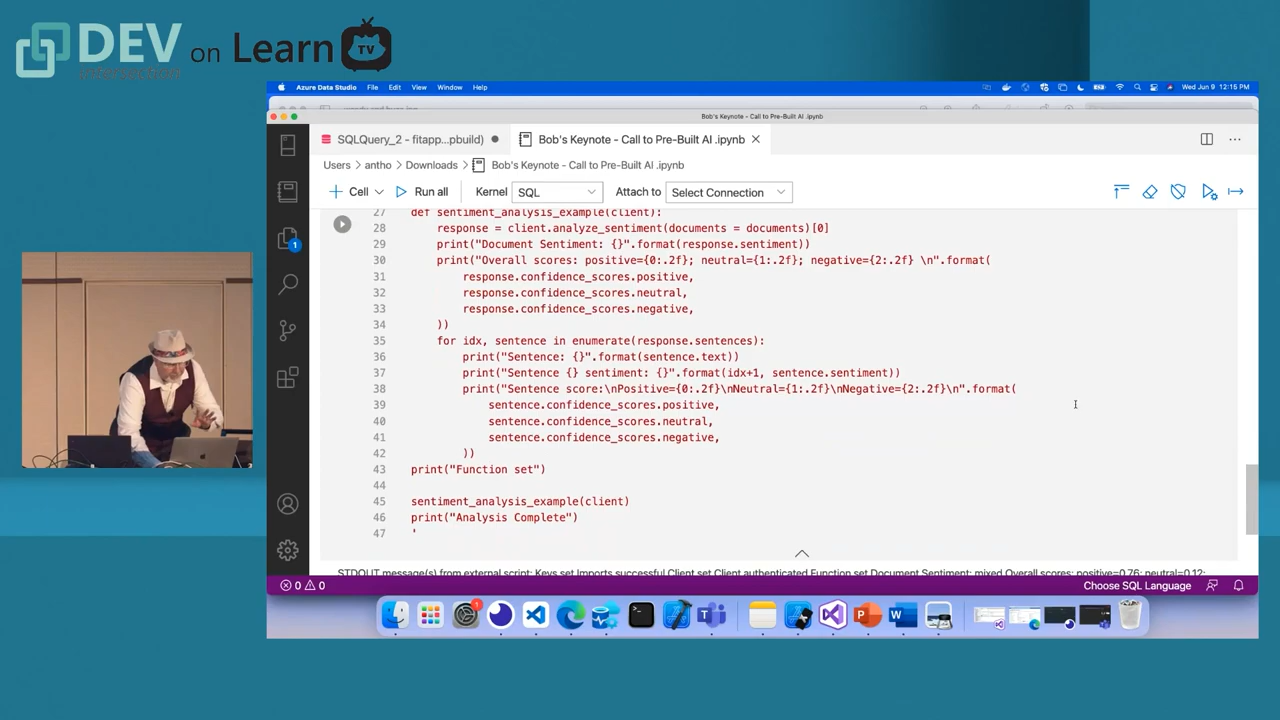 DEV on Learn TV
intersection
Azure Data Studio File Edit View Window Help Wed Jun 9 12:15 PM
Bob's Keynote - Call to Pre-Built AI .ipynb
SQLQuery_2 - fitapp...pbuild) Bob's Keynote - Call to Pre-Built AI .ipynb
Users > antho > Downloads > Bob's Keynote - Call to Pre-Built AI .ipynb
Cell Run all Kernel SQL Attach to Select Connection
27 def sentiment_analysis_example(client):
28 response = client.analyze_sentiment(documents = documents)[0]
29 print("Document Sentiment: {}".format(response.sentiment))
30 print("Overall scores: positive={0:.2f}; neutral={1:.2f}; negative={2:.2f} \n".format(
31 response.confidence_scores.positive,
32 response.confidence_scores.neutral,
33 response.confidence_scores.negative,
34 ))
35 for idx, sentence in enumerate(response.sentences):
36 print("Sentence: {}".format(sentence.text))
37 print("Sentence {} sentiment: {}".format(idx+1, sentence.sentiment))
38 print("Sentence score:\nPositive={0:.2f}\nNeutral={1:.2f}\nNegative={2:.2f}\n".format(
39 sentence.confidence_scores.positive,
40 sentence.confidence_scores.neutral,
41 sentence.confidence_scores.negative,
42 ))
43 print("Function set")
44
45 sentiment_analysis_example(client)
46 print("Analysis Complete")
47 '
STDOUT message(s) from external script: Keys set Imports successful Client set Client authenticated Function set Document Sentiment: mixed Overall scores: positive=0.76; neutral=0.12;
0 0 Choose SQL Language